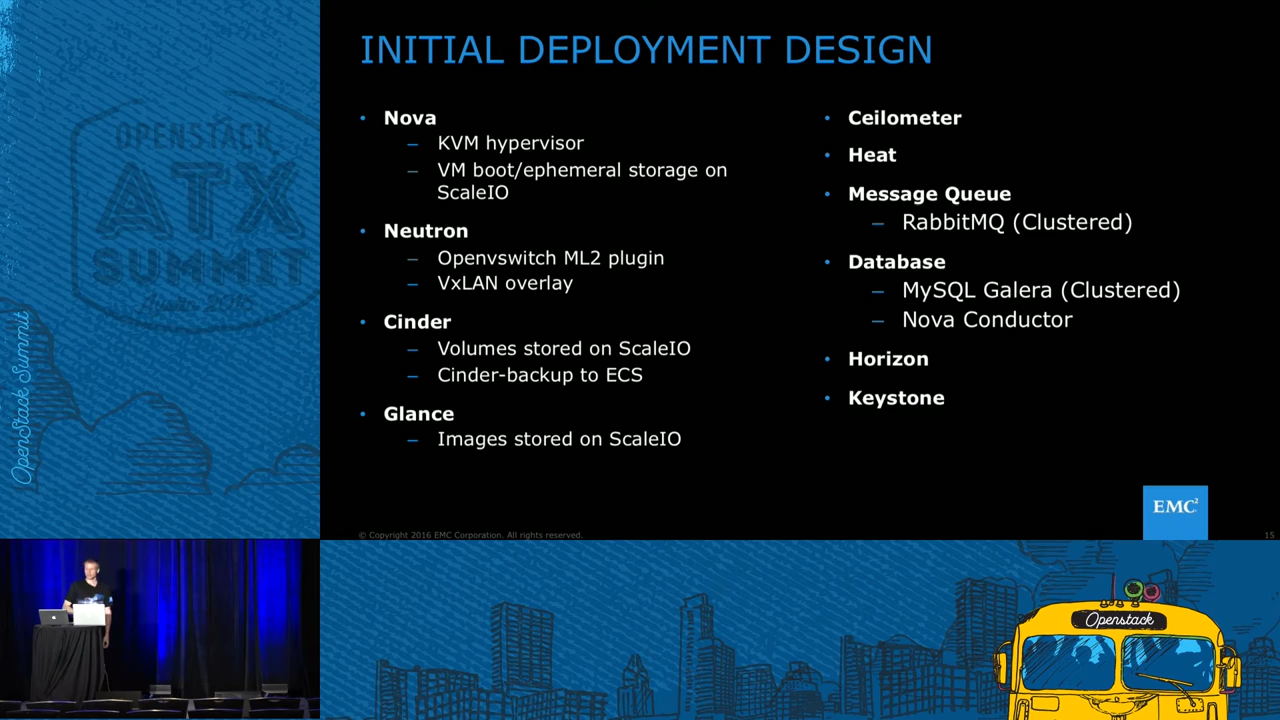 INITIAL DEPLOYMENT DESIGN
• Nova
– KVM hypervisor
– VM boot/ephemeral storage on
ScaleIO
• Neutron
– Openvswitch ML2 plugin
– VxLAN overlay
• Cinder
– Volumes stored on ScaleIO
– Cinder-backup to ECS
• Glance
– Images stored on ScaleIO
• Ceilometer
• Heat
• Message Queue
– RabbitMQ (Clustered)
• Database
– MySQL Galera (Clustered)
– Nova Conductor
• Horizon
• Keystone
EMC²
© Copyright 2016 EMC Corporation. All rights reserved.
15
OPENSTACK
ATX
SUMMIT
OpenStack Summit
Openstack